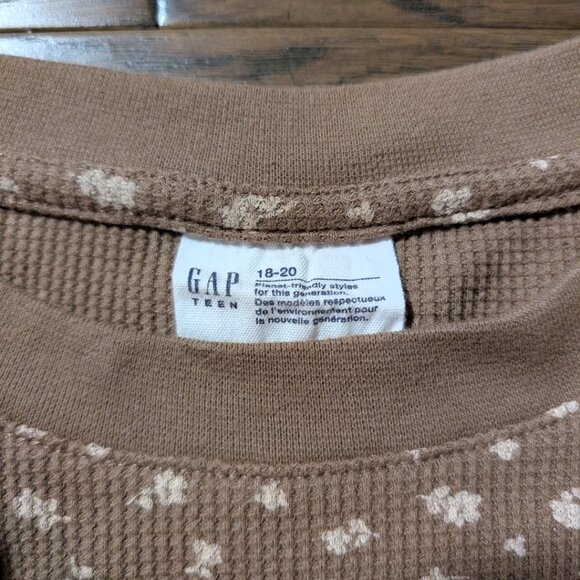 GAP
TEEN
18-20
Planet-friendly styles
for this generation.
Des modèles respectueux
de l'environnement pour
la nouvelle génération.